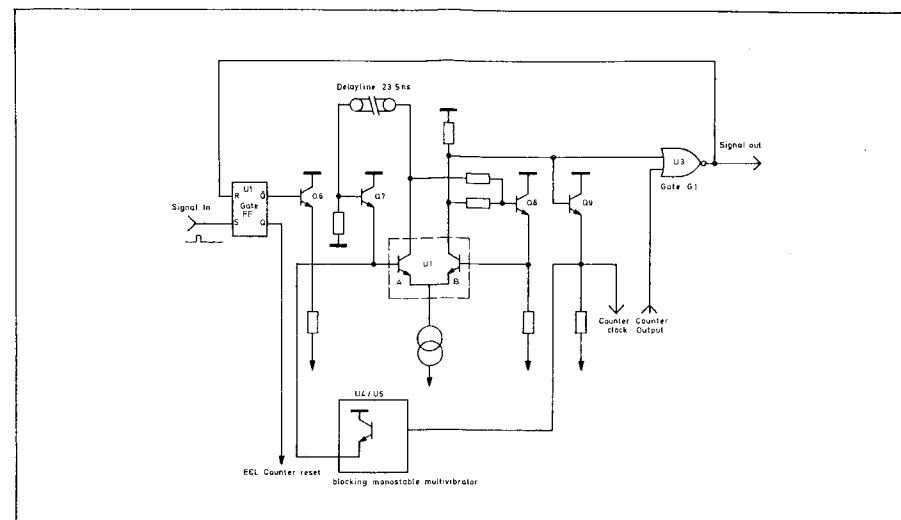 Delayline 23 5ns
Signal In
R
U1
Gate
FF
S
Q̅
Q
Q6
Q7
Q8
Q9
U3
Gate G1
Signal out
U1
A
B
Counter
clock
Counter
Output
U4/U5
ECL Counter reset
blocking monostable multivibrator